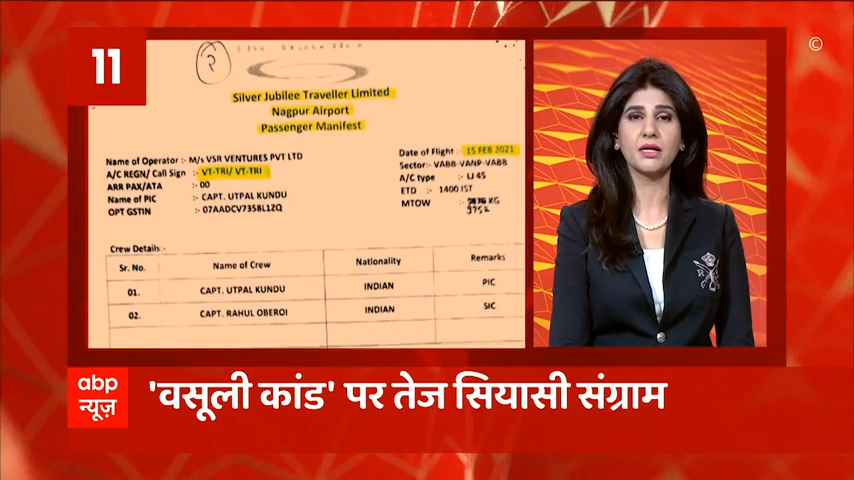 11
©
२
Silver Jubilee Traveller Limited
Nagpur Airport
Passenger Manifest
Name of Operator :- M/s VSR VENTURES PVT LTD
A/C REGN/ Call Sign :- VT-TRI/ VT-TRI
ARR PAX/ATA :- 00
Name of PIC :- CAPT. UTPAL KUNDU
OPT GSTIN :- 07AADCV7358L1ZQ
Date of Flight :- 15 FEB 2021
Sector:- VABB-VANP-VABB
A/C type :- LJ 45
ETD :- 1400 IST
MTOW KG
Crew Details:-
Sr. No. Name of Crew Nationality Remarks
01. CAPT. UTPAL KUNDU INDIAN PIC
02. CAPT. RAHUL OBEROI INDIAN SIC
abp
न्यूज़
'वसूली कांड' पर तेज सियासी संग्राम